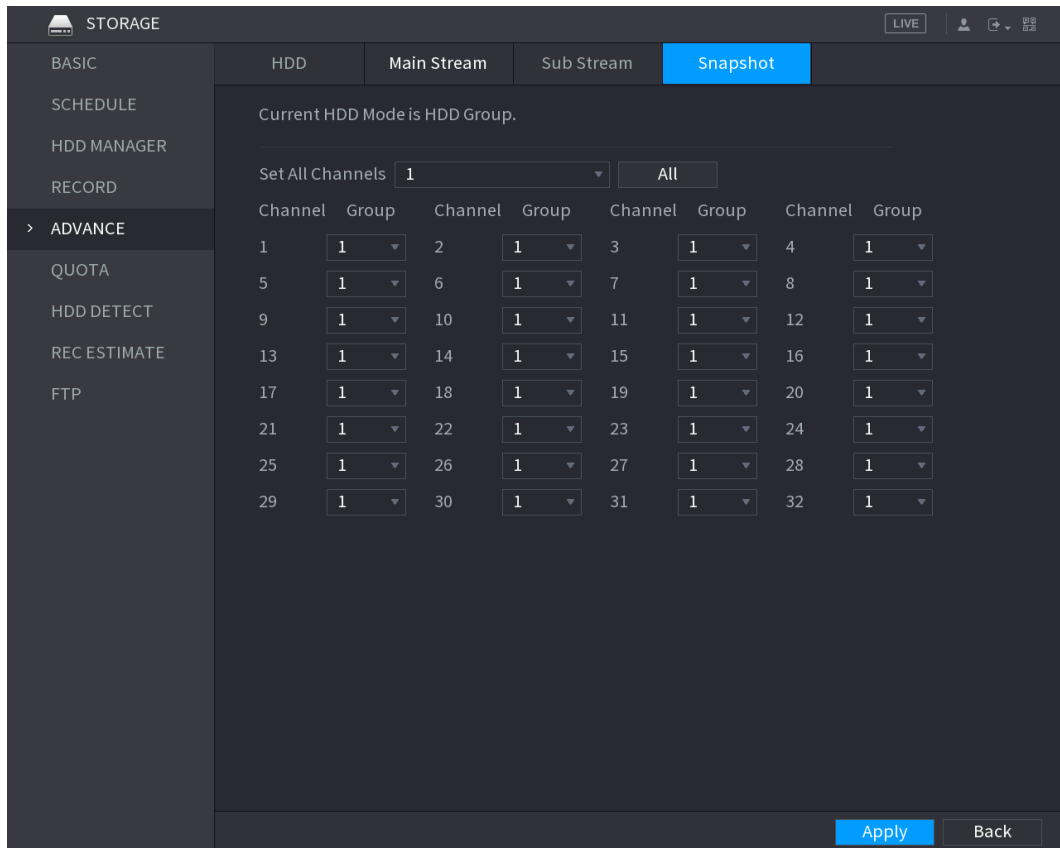 STORAGE LIVE
BASIC
SCHEDULE
HDD MANAGER
RECORD
ADVANCE
QUOTA
HDD DETECT
REC ESTIMATE
FTP
HDD Main Stream Sub Stream Snapshot
Current HDD Mode is HDD Group.
Set All Channels 1 All
Channel Group Channel Group Channel Group Channel Group
1 1 2 1 3 1 4 1
5 1 6 1 7 1 8 1
9 1 10 1 11 1 12 1
13 1 14 1 15 1 16 1
17 1 18 1 19 1 20 1
21 1 22 1 23 1 24 1
25 1 26 1 27 1 28 1
29 1 30 1 31 1 32 1
Apply Back